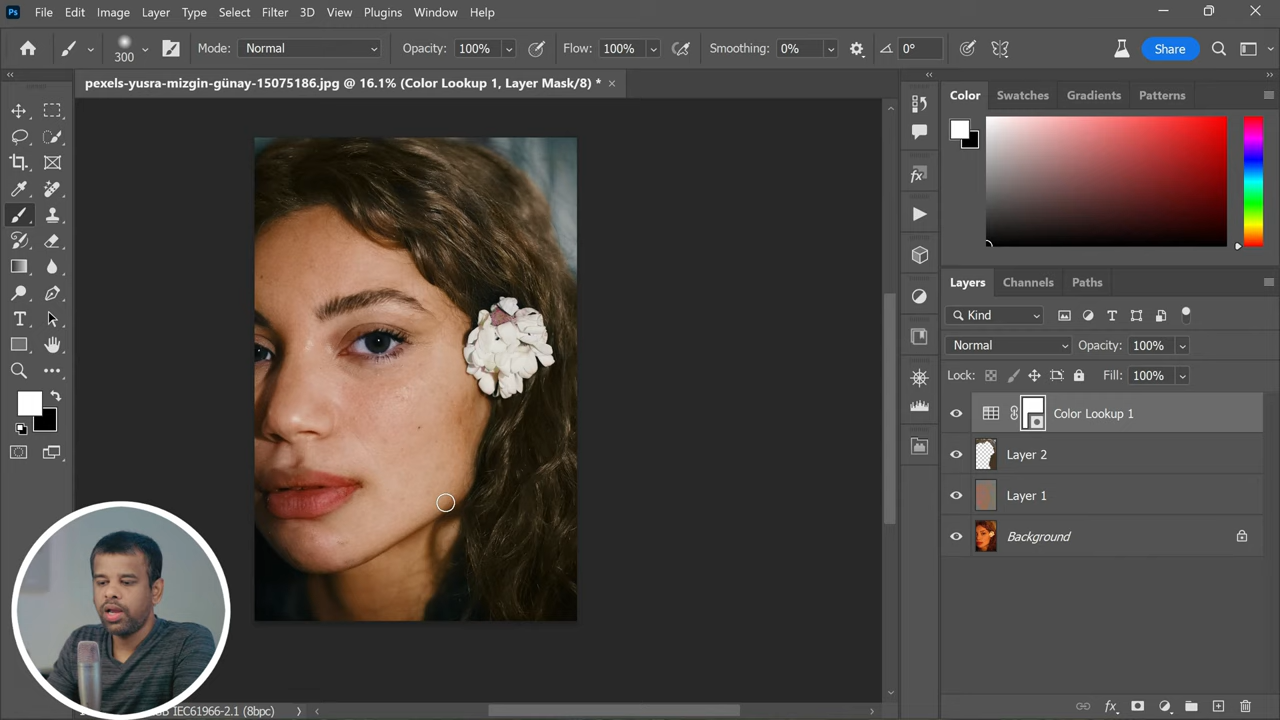 Ps File Edit Image Layer Type Select Filter 3D View Plugins Window Help
300 Mode: Normal Opacity: 100% Flow: 100% Smoothing: 0% 0° Share
pexels-yusra-mizgin-günay-15075186.jpg @ 16.1% (Color Lookup 1, Layer Mask/8) * ×
Color Swatches Gradients Patterns
Layers Channels Paths
Kind
Normal Opacity: 100%
Lock: Fill: 100%
Color Lookup 1
Layer 2
Layer 1
Background
IEC61966-2.1 (8bpc)
fx